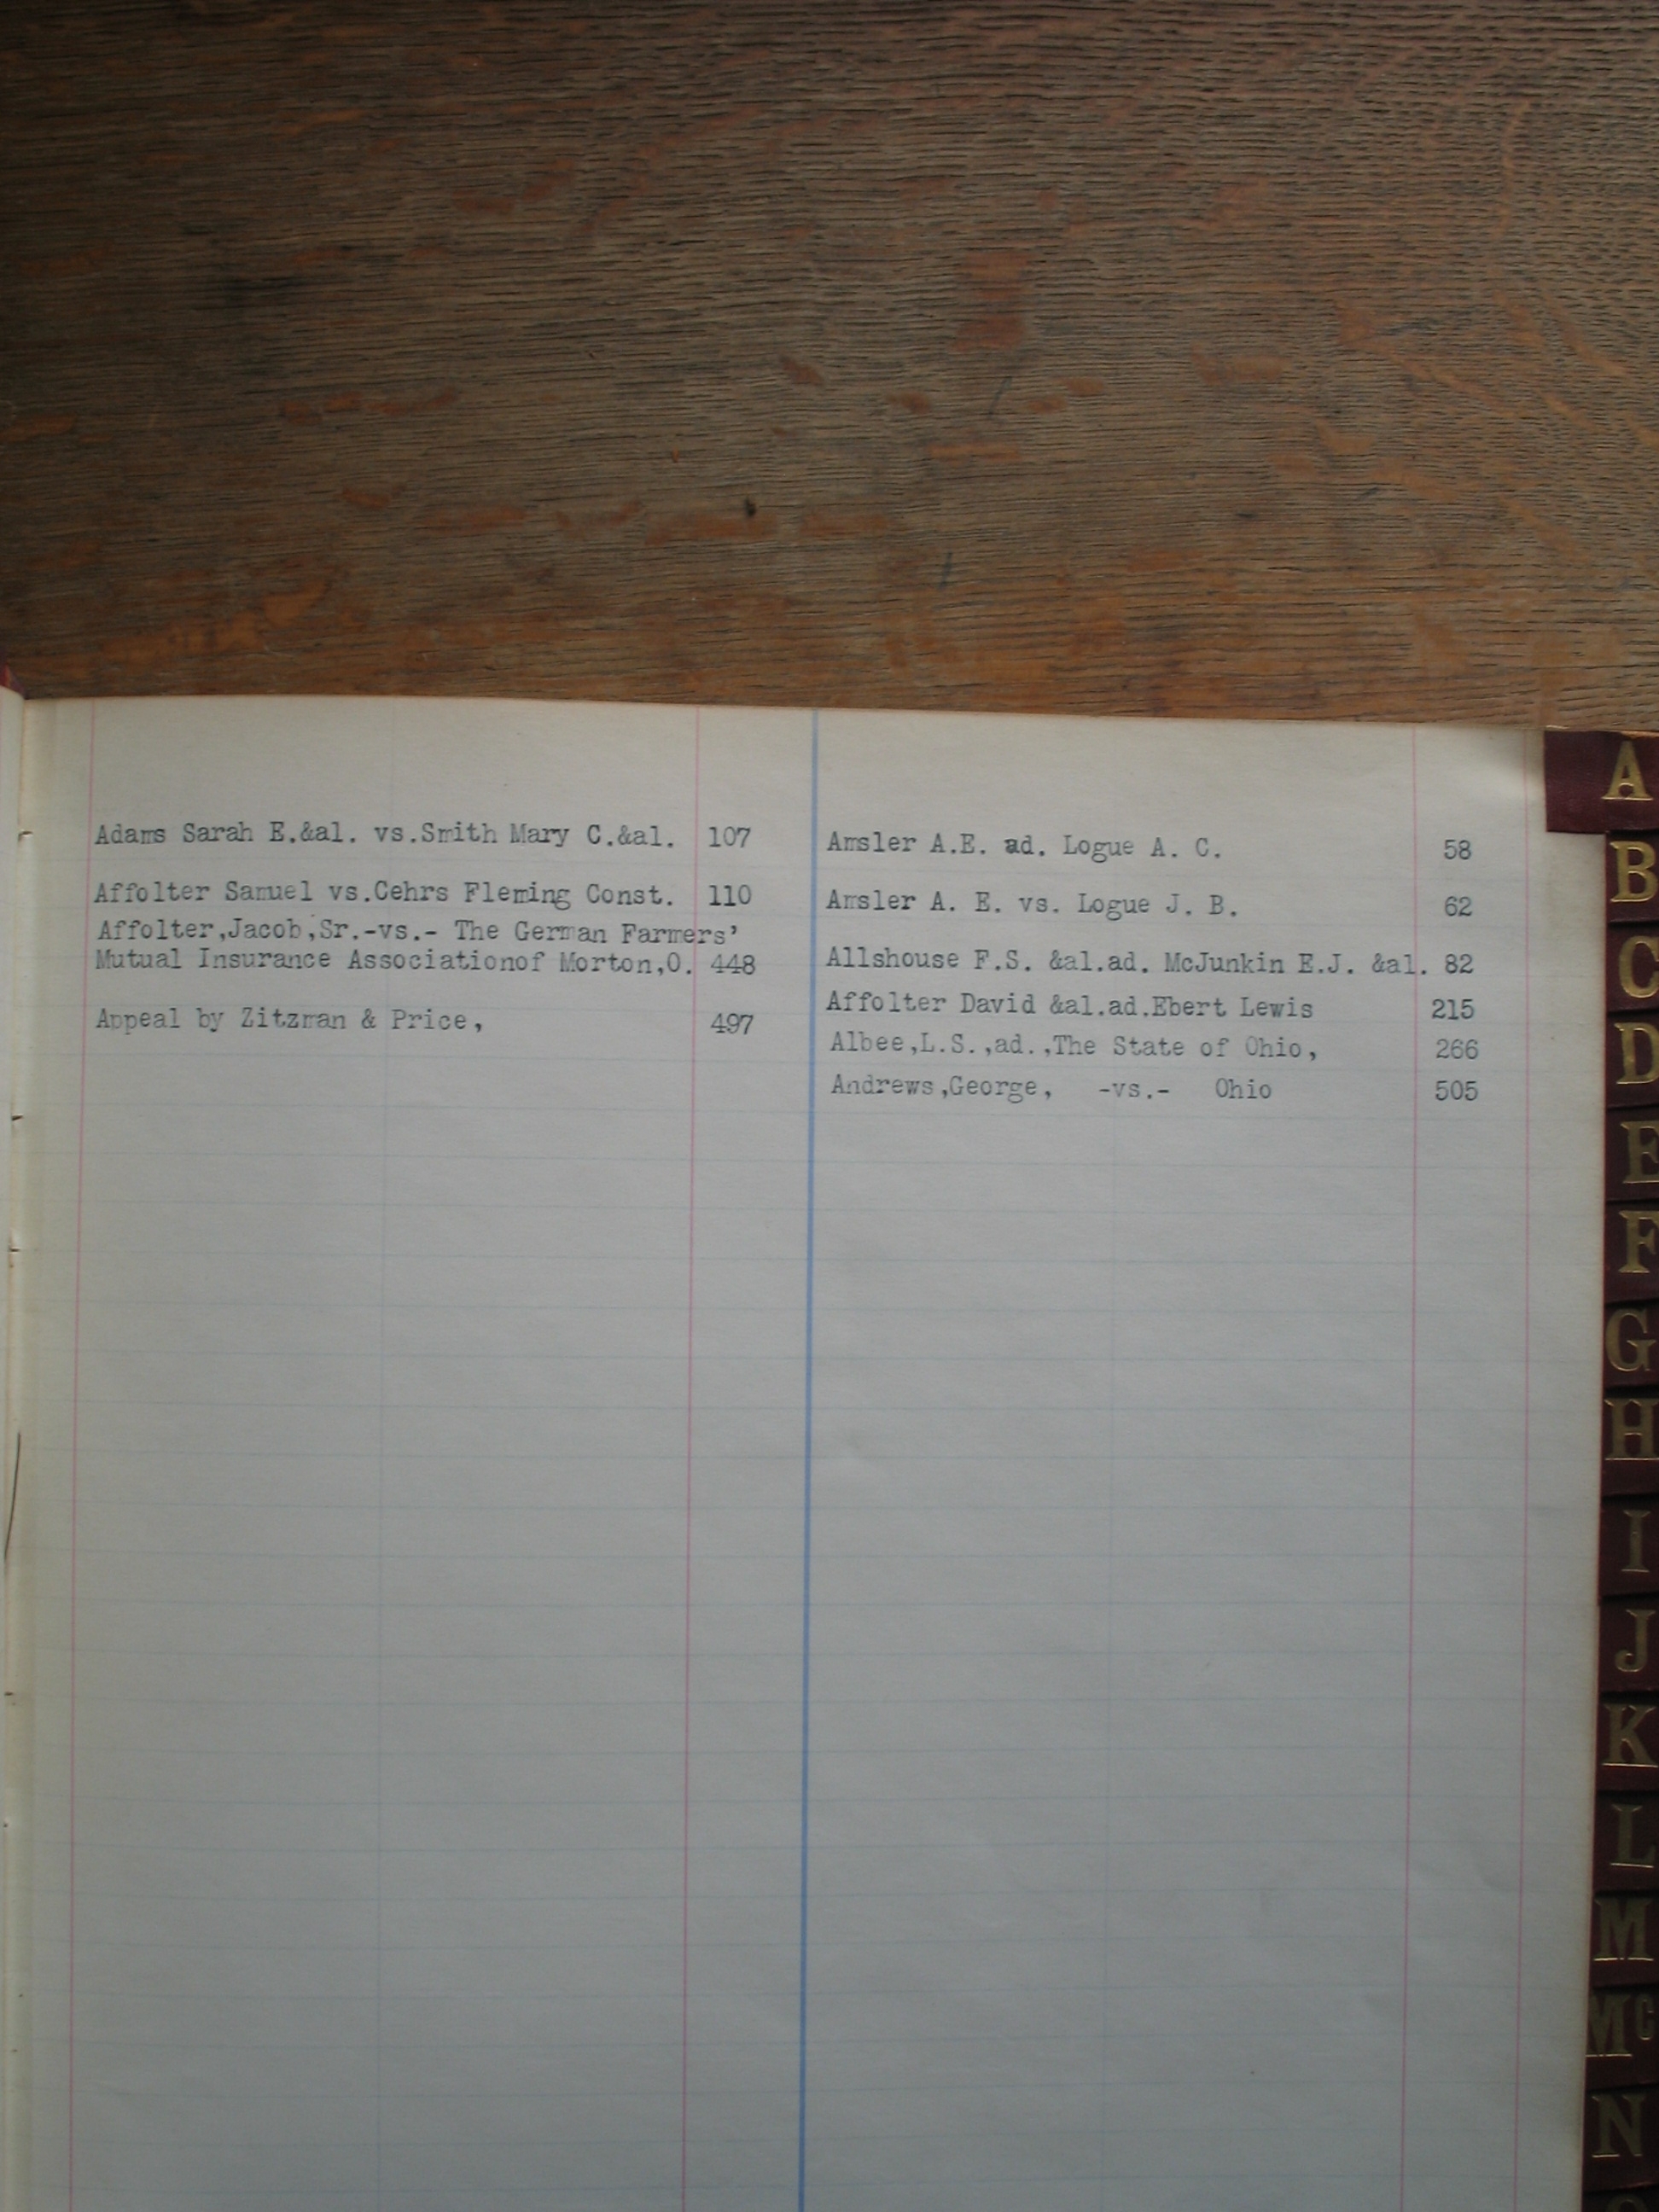 Adams Sarah E.&al. vs.Smith Mary C.&al. 107
Affolter Samuel vs.Cehrs Fleming Const. 110
Affolter,Jacob,Sr.-vs.- The German Farmers'
Mutual Insurance Associationof Morton,O. 448
Appeal by Zitzman & Price, 497
Amsler A.E. ad. Logue A. C. 58
Amsler A. E. vs. Logue J. B. 62
Allshouse F.S. &al.ad. McJunkin E.J. &al. 82
Affolter David &al.ad.Ebert Lewis 215
Albee,L.S.,ad.,The State of Ohio, 266
Andrews,George, -vs.- Ohio 505
A
B
C
D
E
F
G
H
I
J
K
L
M
Mc
N